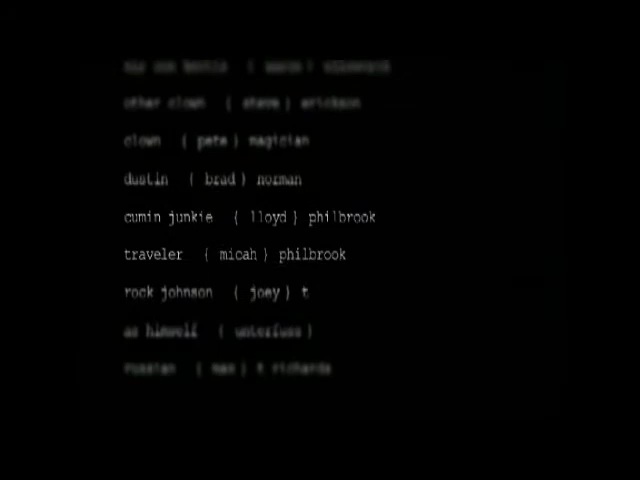 other clown { steve } erickson
clown { pete } magician
dustin { brad } norman
cumin junkie { lloyd } philbrook
traveler { micah } philbrook
rock johnson { joey } t
as himself { unterfuss }
russian { max } t richards